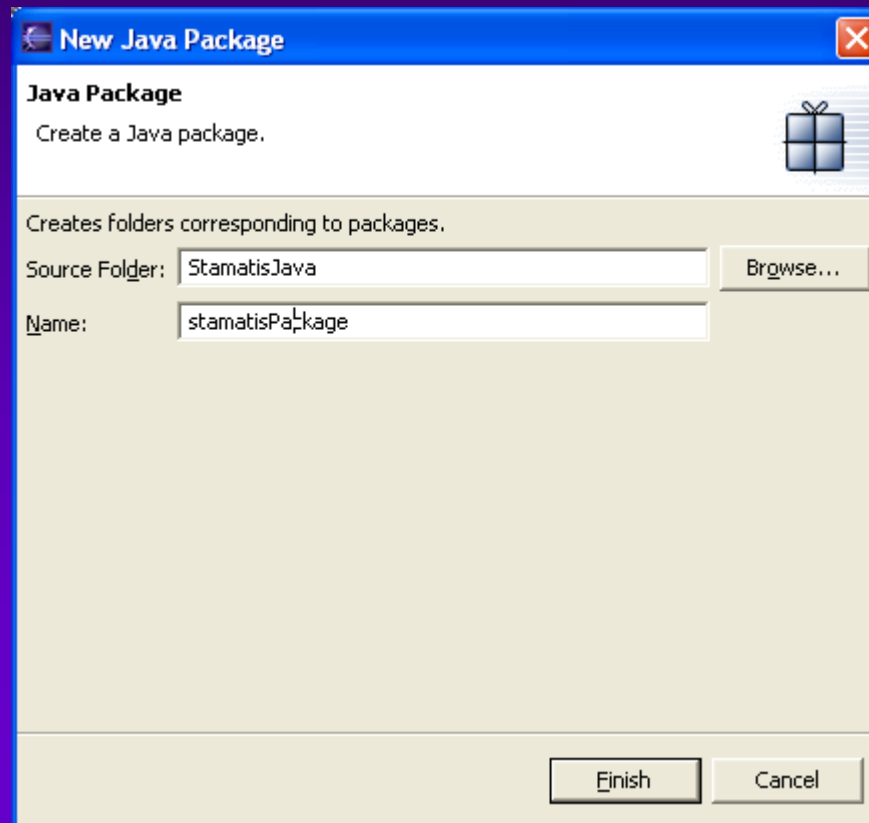 New Java Package
Java Package
Create a Java package.
Creates folders corresponding to packages.
Source Folder: StamatisJava Browse...
Name: stamatisPackage
Finish Cancel